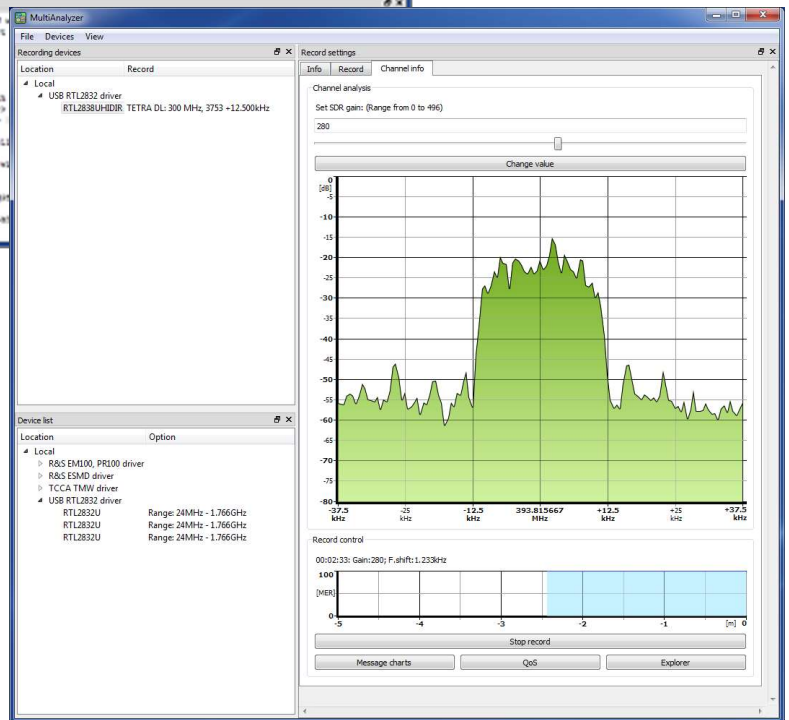 MultiAnalyzer
File Devices View
Recording devices
Location Record
Local
USB RTL2832 driver
RTL2838UHIDIR TETRA DL: 300 MHz, 3753 +12.500kHz
Device list
Location Option
Local
R&S EM100, PR100 driver
R&S ESMD driver
TCCA TMW driver
USB RTL2832 driver
RTL2832U Range: 24MHz - 1.766GHz
RTL2832U Range: 24MHz - 1.766GHz
RTL2832U Range: 24MHz - 1.766GHz
Record settings
Info Record Channel info
Channel analysis
Set SDR gain: (Range from 0 to 496)
280
Change value
0
[dB]
-5
-10
-15
-20
-25
-30
-35
-40
-45
-50
-55
-60
-65
-70
-75
-80
-37.5 -25 -12.5 393.815667 +12.5 +25 +37.5
kHz kHz kHz MHz kHz kHz kHz
Record control
00:02:33: Gain:280; F.shift:1.233kHz
100
[MER]
0
-5 -4 -3 -2 -1 [m] 0
Stop record
Message charts QoS Explorer